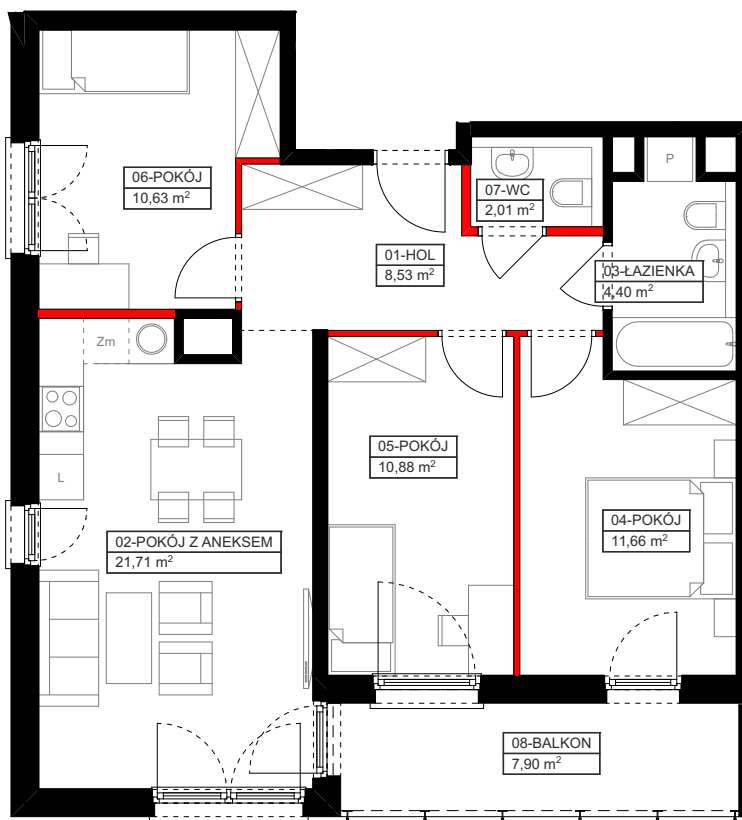 06-POKÓJ
10,63 m²
P
07-WC
2,01 m²
01-HOL
8,53 m²
03-ŁAZIENKA
4,40 m²
Zm
05-POKÓJ
10,88 m²
L
04-POKÓJ
11,66 m²
02-POKÓJ Z ANEKSEM
21,71 m²
08-BALKON
7,90 m²